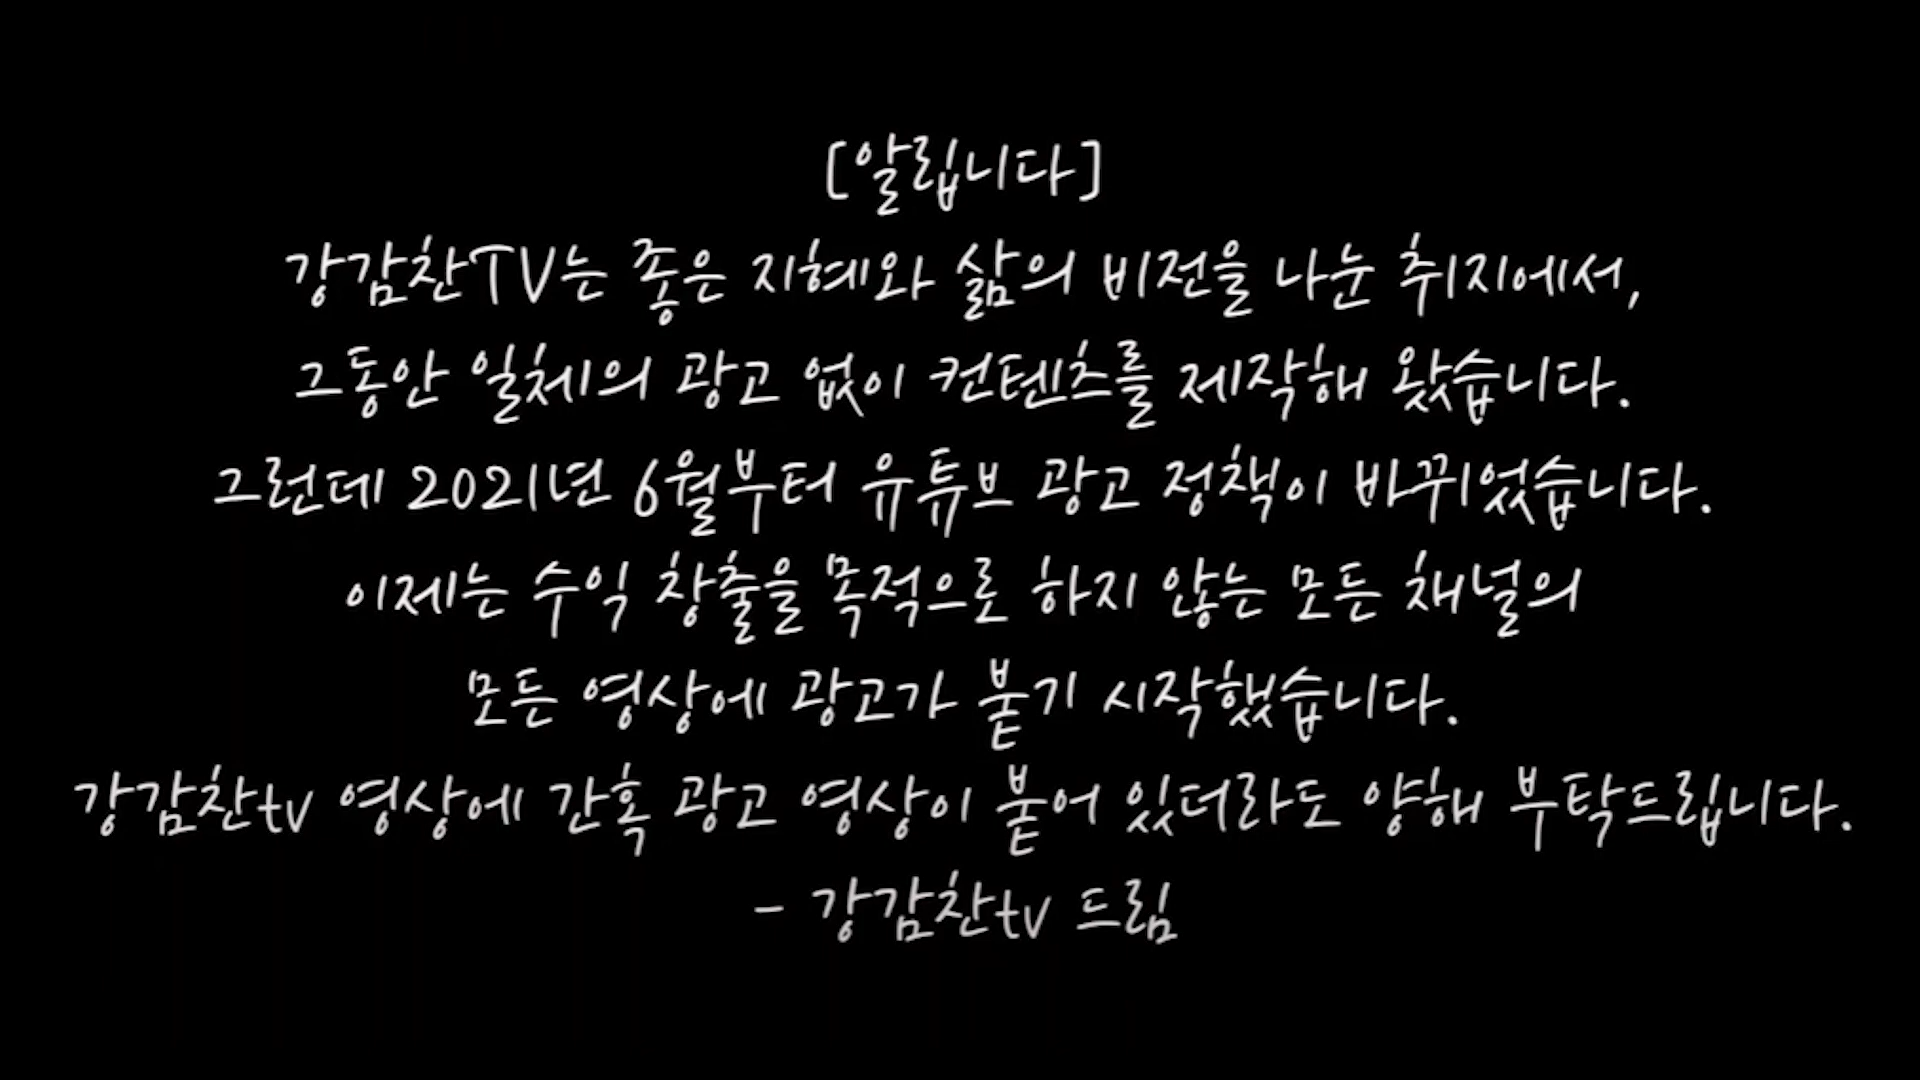 [알립니다]
강감찬TV는 좋은 지혜와 삶의 비전을 나눈 취지에서,
그동안 일체의 광고 없이 컨텐츠를 제작해 왔습니다.
그런데 2021년 6월부터 유튜브 광고 정책이 바뀌었습니다.
이제는 수익 창출을 목적으로 하지 않는 모든 채널의
모든 영상에 광고가 붙기 시작했습니다.
강감찬tv 영상에 간혹 광고 영상이 붙어 있더라도 양해 부탁드립니다.
- 강감찬tv 드림